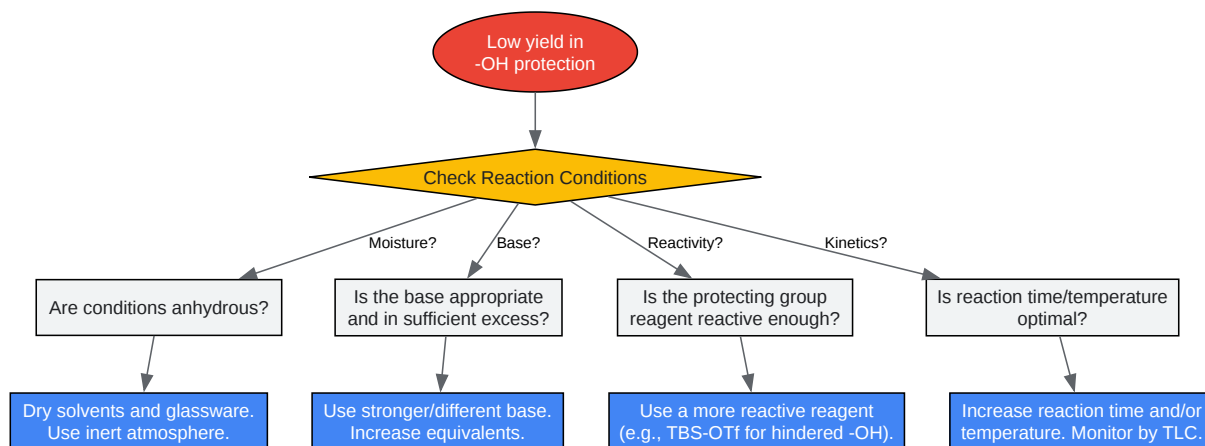 Low yield in
-OH protection
Check Reaction Conditions
Moisture?
Base?
Reactivity?
Kinetics?
Are conditions anhydrous?
Is the base appropriate
and in sufficient excess?
Is the protecting group
reagent reactive enough?
Is reaction time/temperature
optimal?
Dry solvents and glassware.
Use inert atmosphere.
Use stronger/different base.
Increase equivalents.
Use a more reactive reagent
(e.g., TBS-OTf for hindered -OH).
Increase reaction time and/or
temperature. Monitor by TLC.